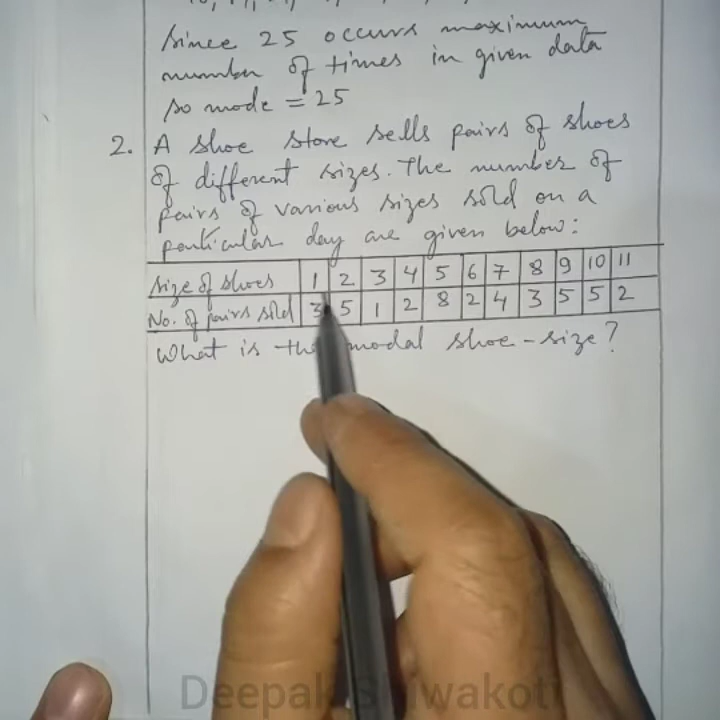 Since 25 occurs maximum
number of times in given data
so mode = 25
2. A shoe store sells pairs of shoes
of different sizes. The number of
pairs of various sizes sold on a
particular day are given below:
Size of shoes 1 2 3 4 5 6 7 8 9 10 11
No. of pairs sold 3 5 1 2 8 2 4 3 5 5 2
What is the modal shoe-size?
Deepak Shiwakoti